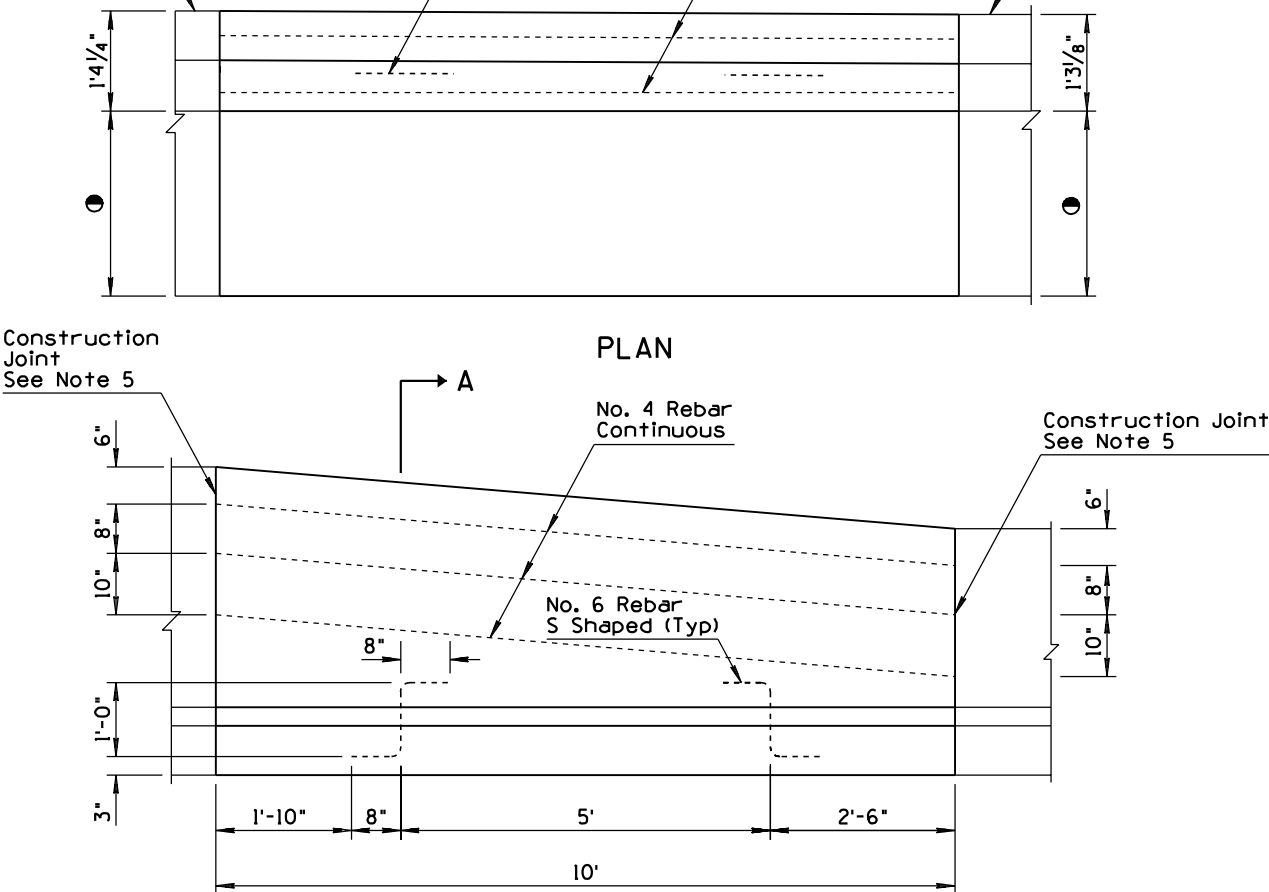 1'4¼"
1'3⅛"
PLAN
Construction
Joint
See Note 5
A
No. 4 Rebar
Continuous
Construction Joint
See Note 5
6"
8"
10"
6"
8"
10"
No. 6 Rebar
S Shaped (Typ)
8"
1'-0"
3"
1'-10"
8"
5'
2'-6"
10'